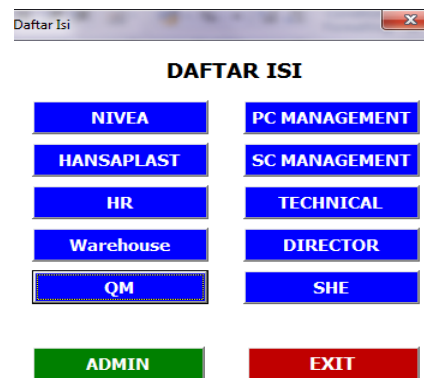 Daftar Isi
DAFTAR ISI
NIVEA
PC MANAGEMENT
HANSAPLAST
SC MANAGEMENT
HR
TECHNICAL
Warehouse
DIRECTOR
QM
SHE
ADMIN
EXIT